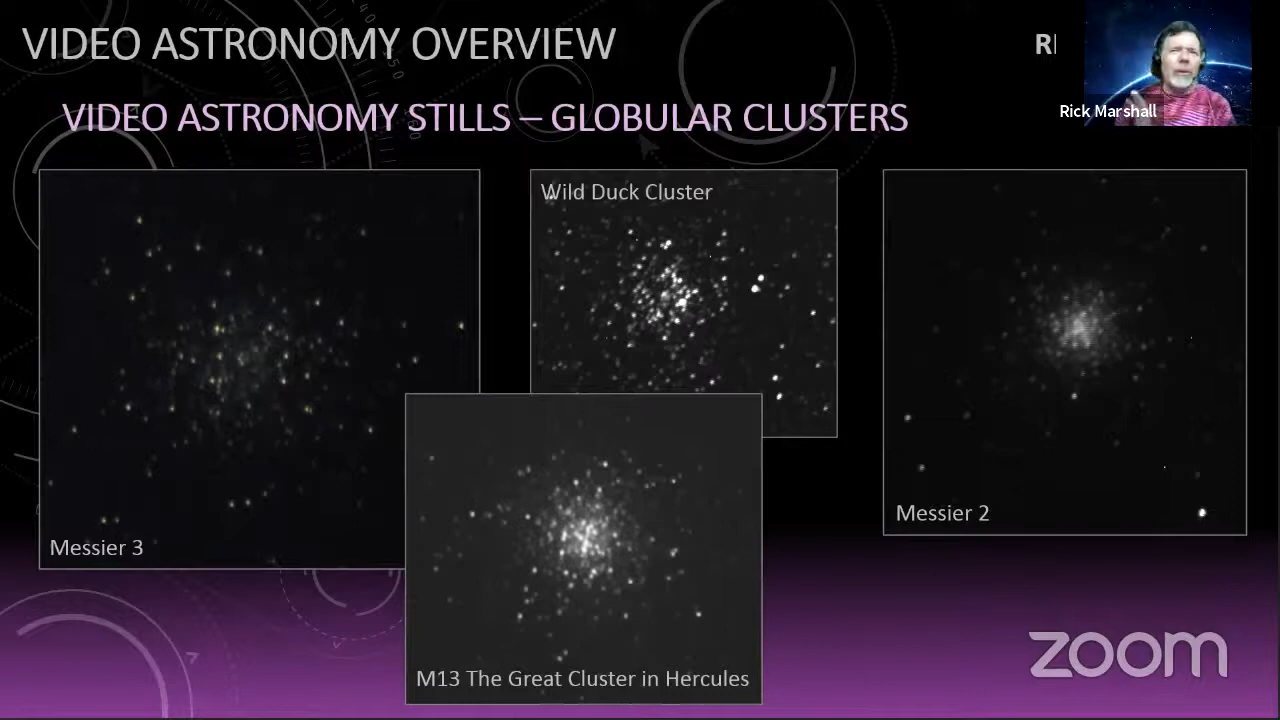 VIDEO ASTRONOMY OVERVIEW
RI
Rick Marshall
VIDEO ASTRONOMY STILLS – GLOBULAR CLUSTERS
Wild Duck Cluster
Messier 3
M13 The Great Cluster in Hercules
Messier 2
zoom